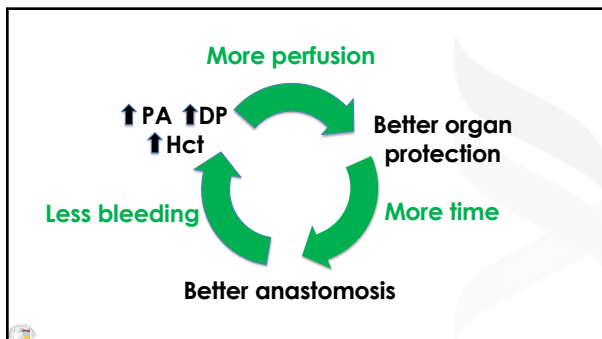 More perfusion
⬆PA ⬆DP
⬆Hct
Better organ
protection
Less bleeding
More time
Better anastomosis